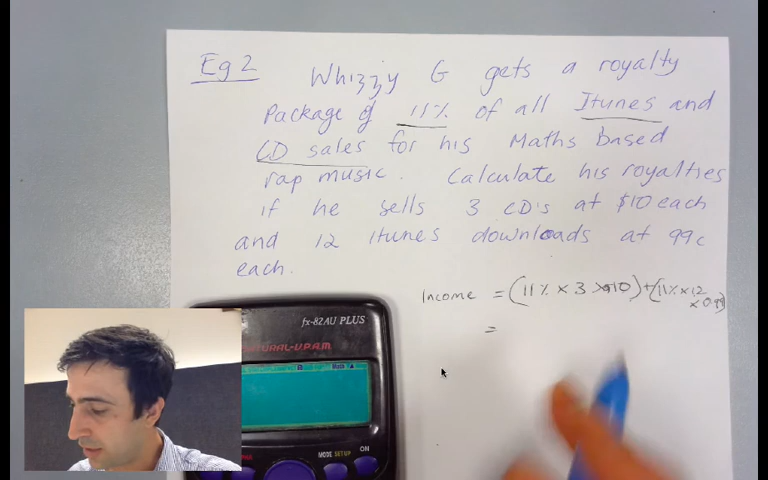 Eg 2 Whizzy G gets a royalty
Package of 11% of all Itunes and
CD sales for his Maths based
rap music. Calculate his royalties
if he sells 3 CD's at $10 each
and 12 Itunes downloads at 99c
each.
Income = (11% × 3 × 10) + (11% × 12
× 0.99)
=
fx-82AU PLUS
NATURAL-V.P.A.M.
MODE SETUP ON